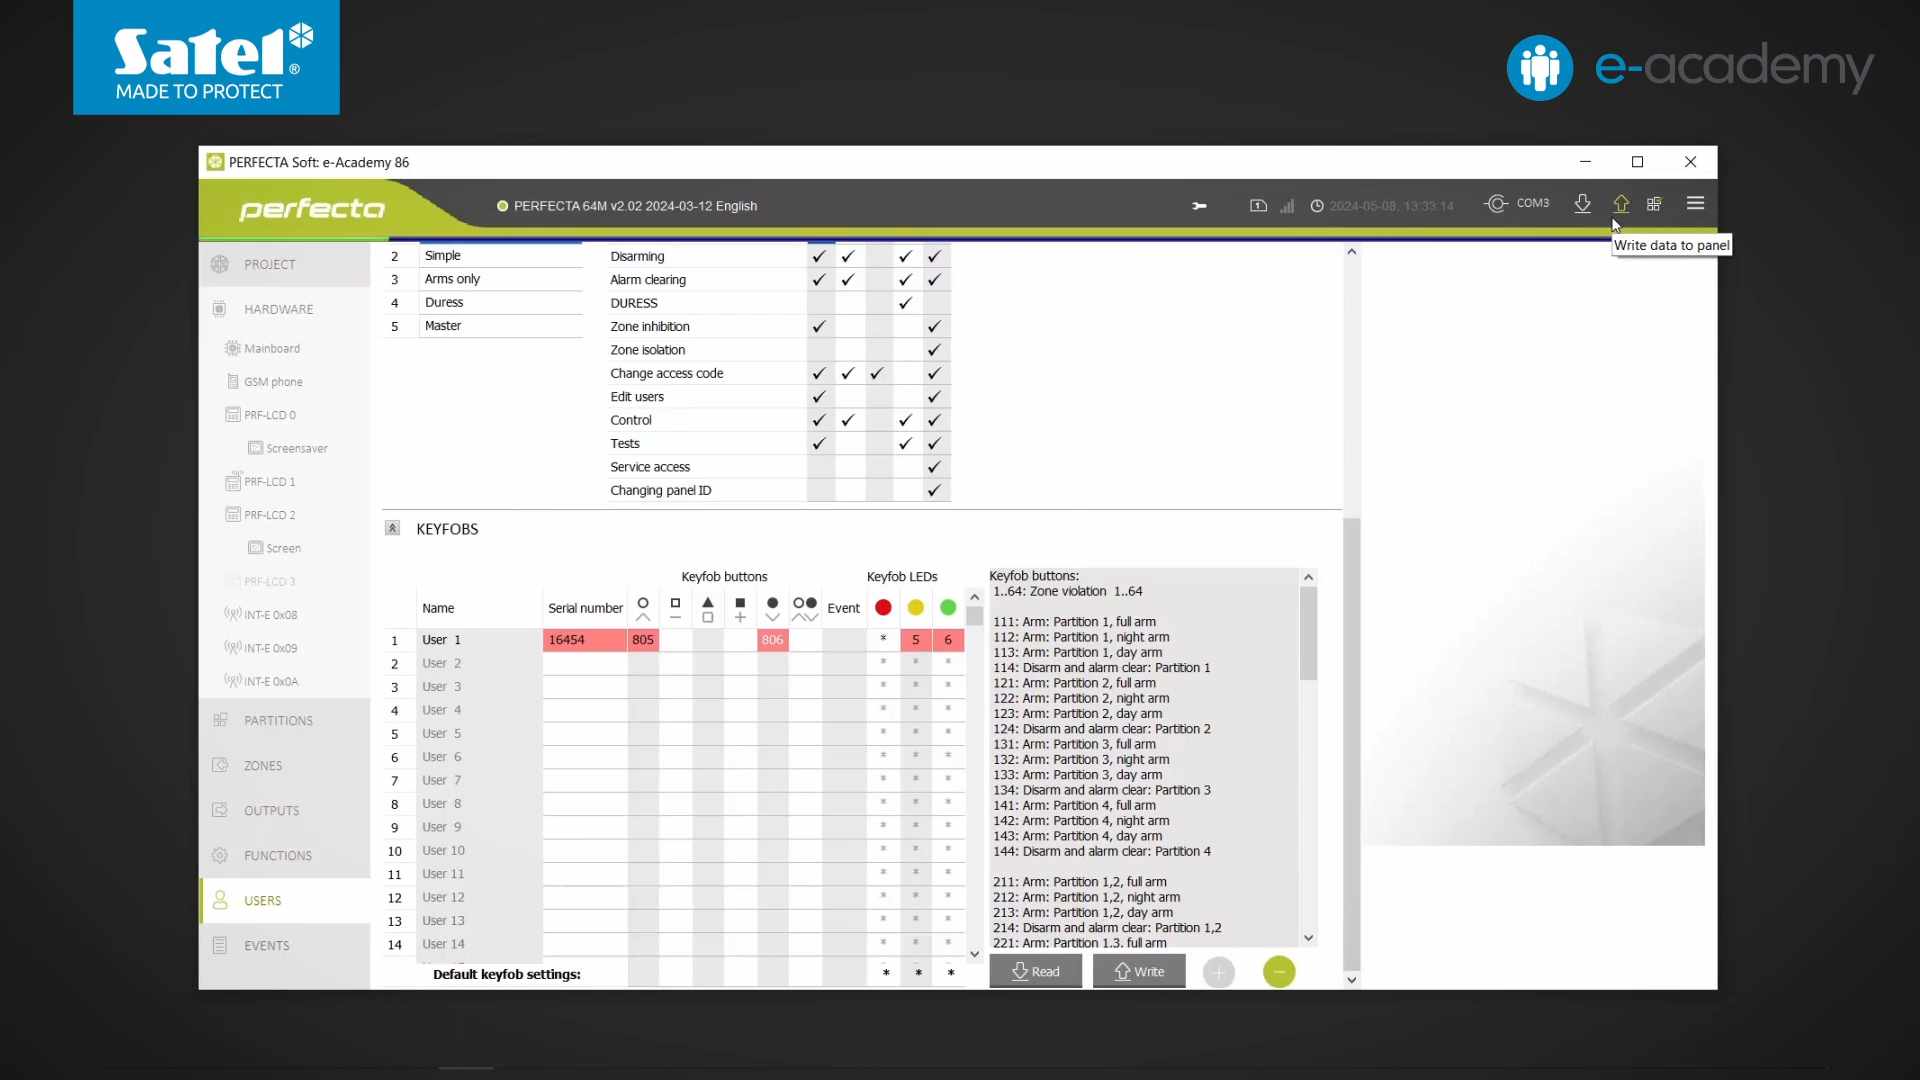 Satel®
MADE TO PROTECT
e-academy
PERFECTA Soft: e-Academy 86
perfecta
PERFECTA 64M v2.02 2024-03-12 English
1
2024-05-08, 13:33:14
COM3
Write data to panel
PROJECT
HARDWARE
Mainboard
GSM phone
PRF-LCD 0
Screensaver
PRF-LCD 1
PRF-LCD 2
Screen
PRF-LCD 3
INT-E 0x08
INT-E 0x09
INT-E 0x0A
PARTITIONS
ZONES
OUTPUTS
FUNCTIONS
USERS
EVENTS
2 Simple
3 Arms only
4 Duress
5 Master
Disarming
Alarm clearing
DURESS
Zone inhibition
Zone isolation
Change access code
Edit users
Control
Tests
Service access
Changing panel ID
KEYFOBS
Keyfob buttons Keyfob LEDs
Name Serial number Event
1 User 1 16454 805 806 * 5 6
2 User 2 * * *
3 User 3 * * *
4 User 4 * * *
5 User 5 * * *
6 User 6 * * *
7 User 7 * * *
8 User 8 * * *
9 User 9 * * *
10 User 10 * * *
11 User 11 * * *
12 User 12 * * *
13 User 13 * * *
14 User 14 * * *
Default keyfob settings: * * *
Keyfob buttons:
1..64: Zone violation 1..64
111: Arm: Partition 1, full arm
112: Arm: Partition 1, night arm
113: Arm: Partition 1, day arm
114: Disarm and alarm clear: Partition 1
121: Arm: Partition 2, full arm
122: Arm: Partition 2, night arm
123: Arm: Partition 2, day arm
124: Disarm and alarm clear: Partition 2
131: Arm: Partition 3, full arm
132: Arm: Partition 3, night arm
133: Arm: Partition 3, day arm
134: Disarm and alarm clear: Partition 3
141: Arm: Partition 4, full arm
142: Arm: Partition 4, night arm
143: Arm: Partition 4, day arm
144: Disarm and alarm clear: Partition 4
211: Arm: Partition 1,2, full arm
212: Arm: Partition 1,2, night arm
213: Arm: Partition 1,2, day arm
214: Disarm and alarm clear: Partition 1,2
221: Arm: Partition 1.3. full arm
Read
Write